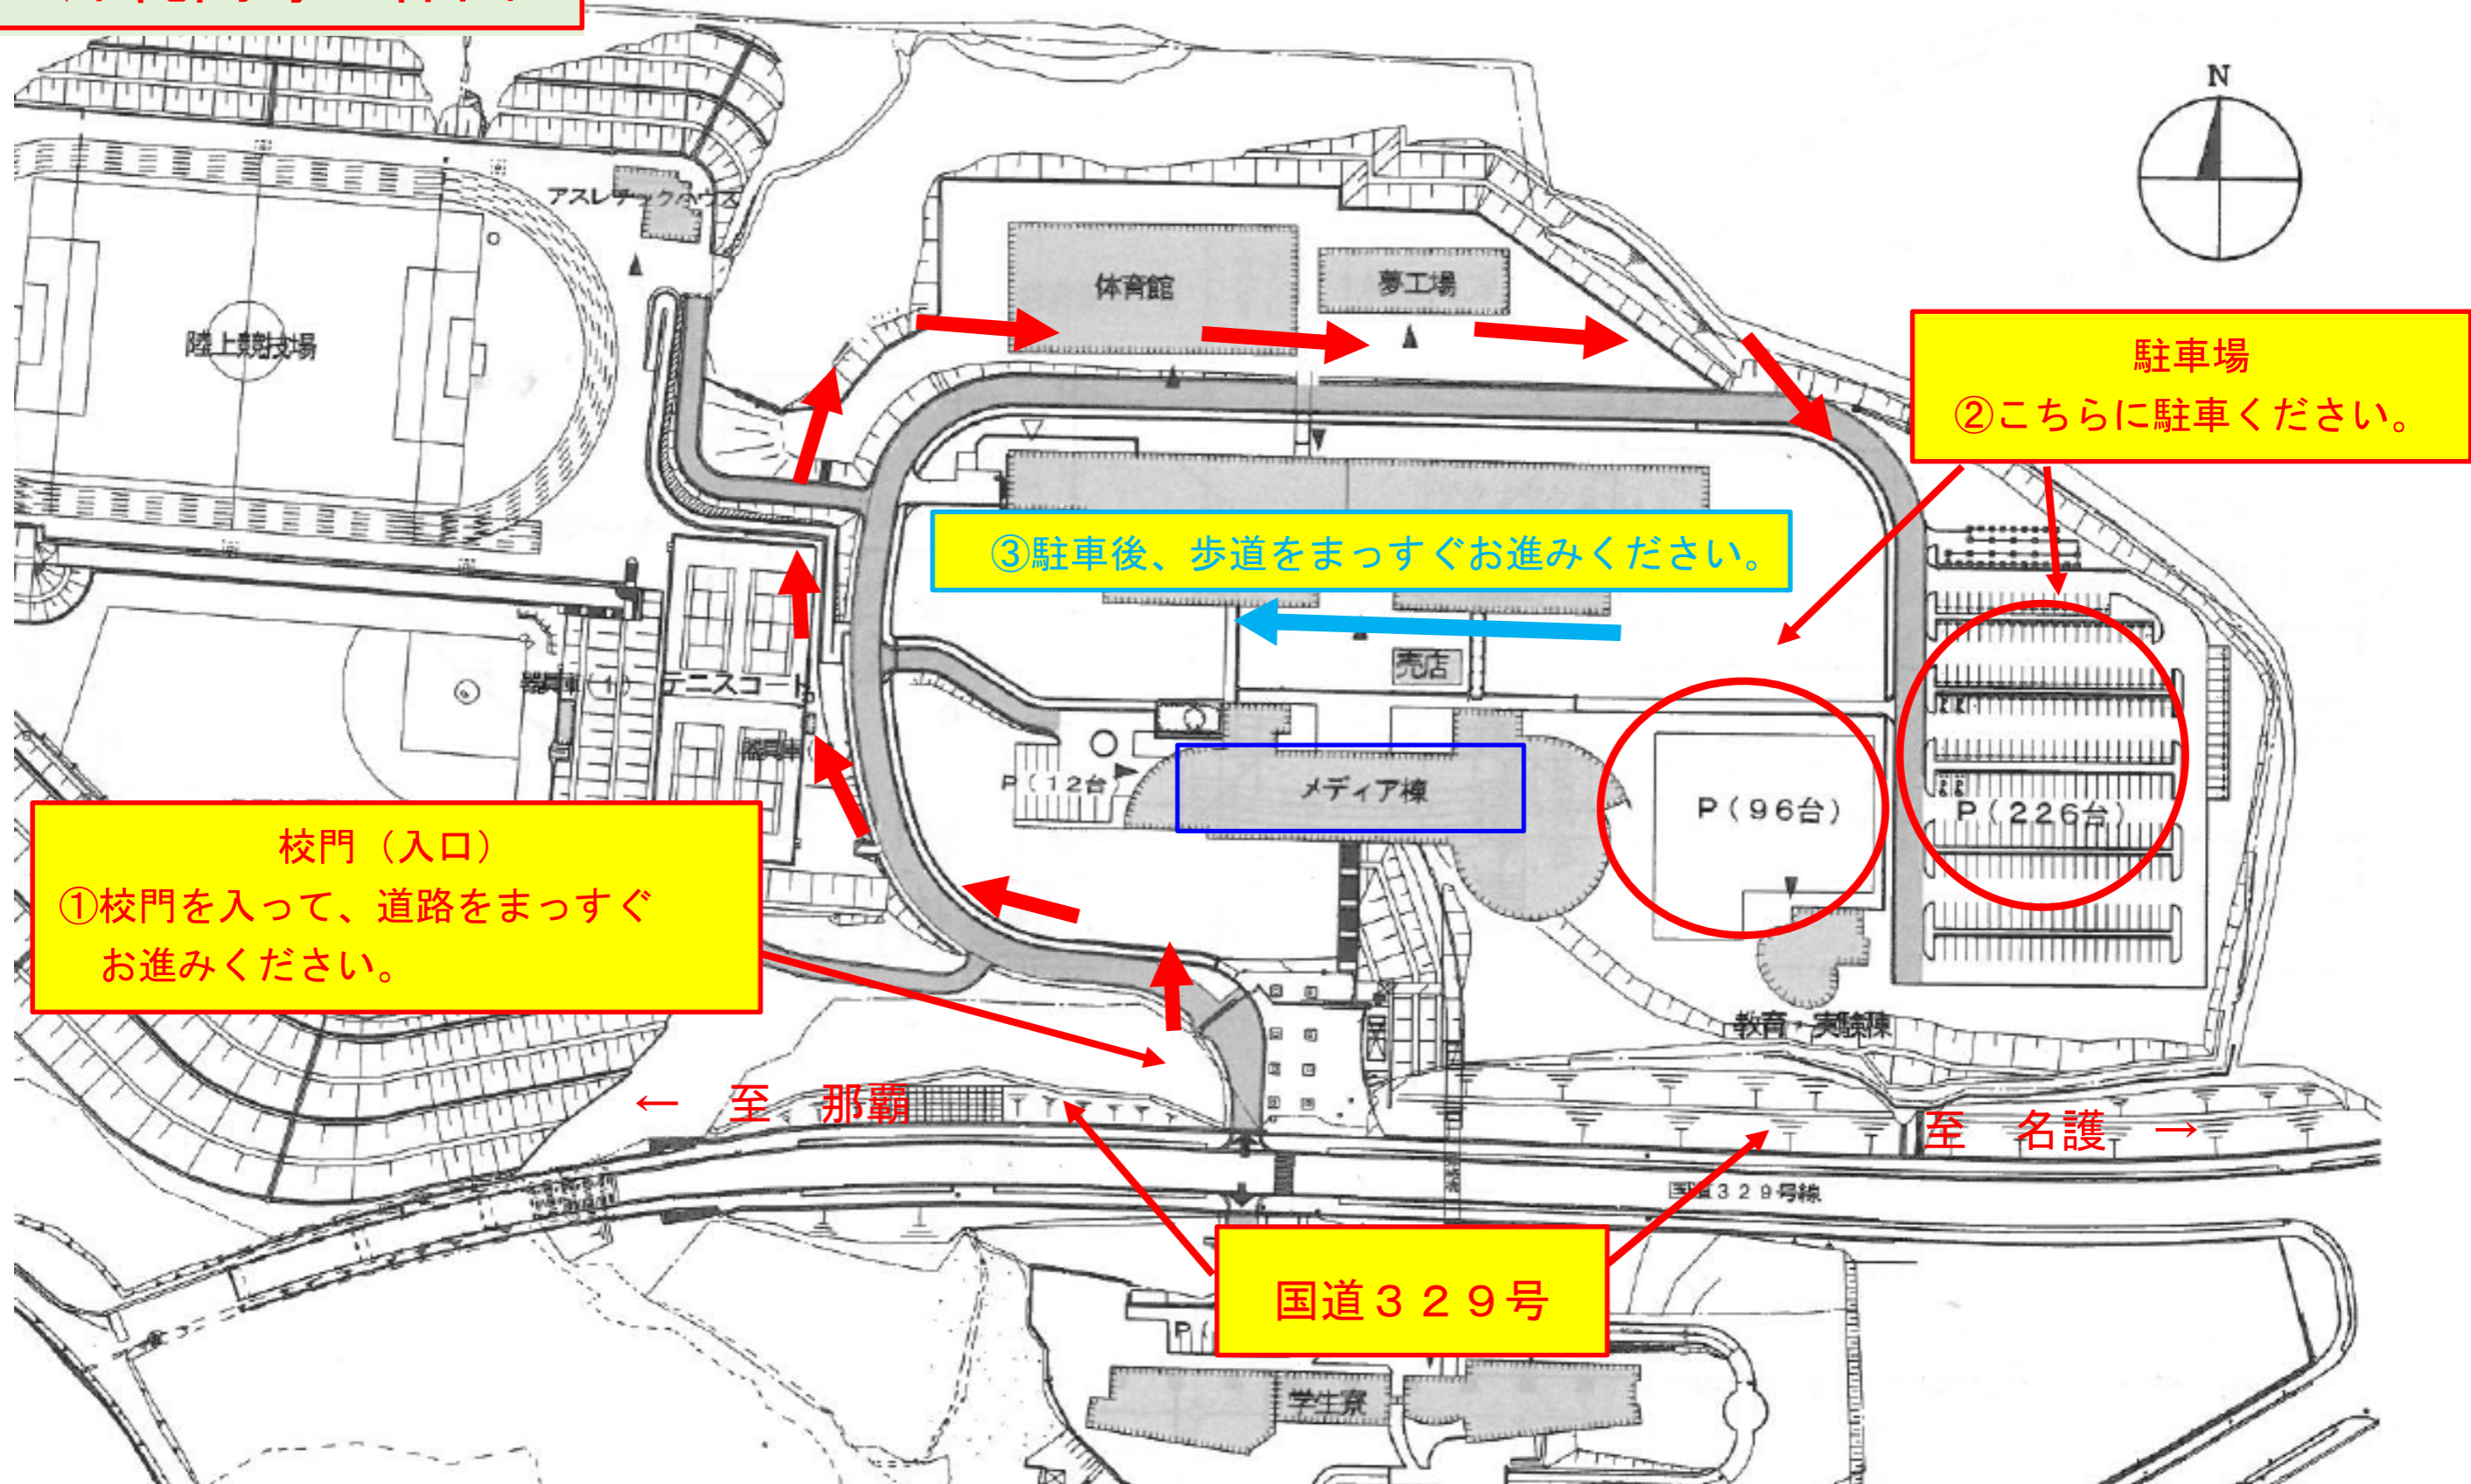 N
アスレチックハウス
体育館
夢工場
陸上競技場
駐車場
②こちらに駐車ください。
③駐車後、歩道をまっすぐお進みください。
売店
テニスコート
P（12台）
メディア棟
P（96台）
P（226台）
校門（入口）
①校門を入って、道路をまっすぐ
お進みください。
教育・実験棟
← 至 那覇
至 名護 →
国道３２９号線
国道３２９号
学生寮